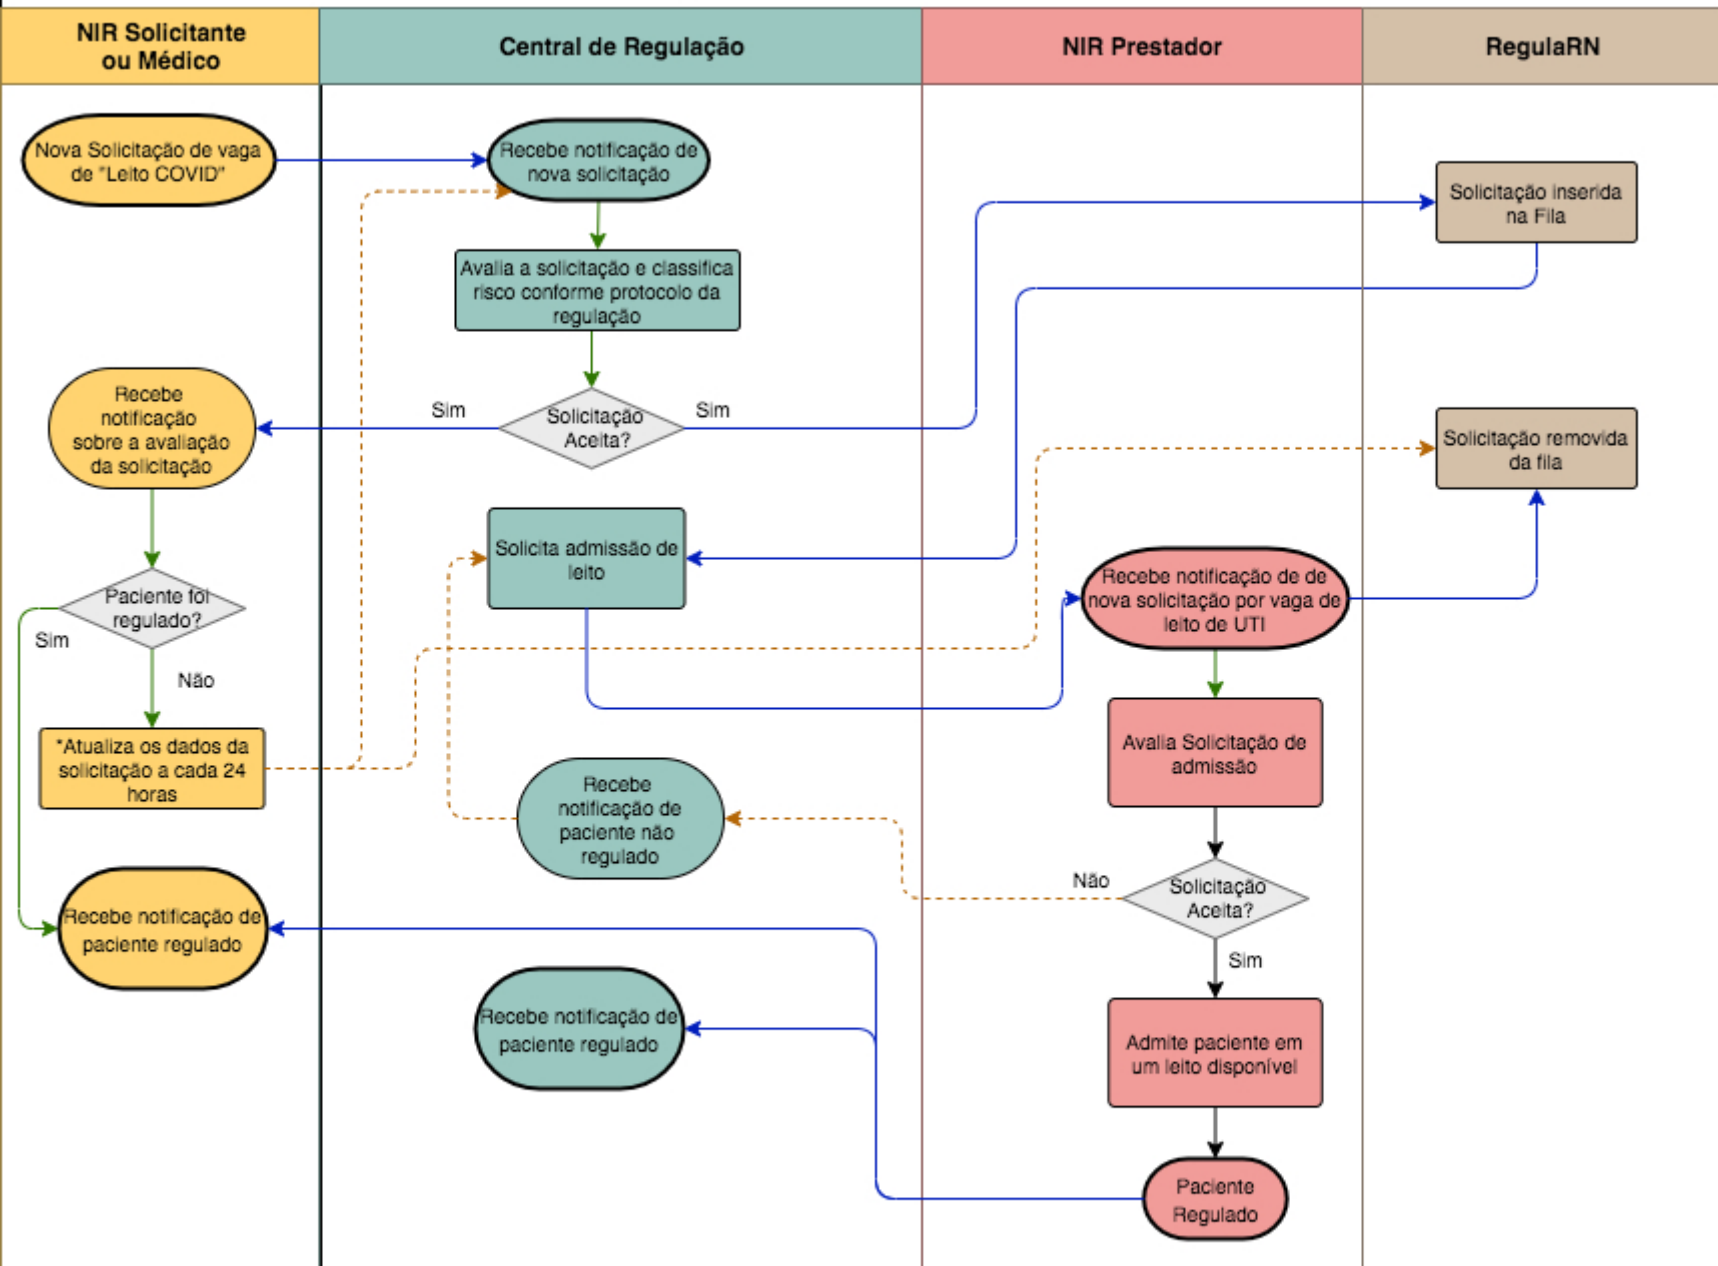 NIR Solicitante
ou Médico
Central de Regulação
NIR Prestador
RegulaRN
Nova Solicitação de vaga
de "Leito COVID"
Recebe notificação de
nova solicitação
Solicitação inserida
na Fila
Avalia a solicitação e classifica
risco conforme protocolo da
regulação
Recebe
notificação
sobre a avaliação
da solicitação
Sim
Solicitação
Aceita?
Sim
Solicitação removida
da fila
Solicita admissão de
leito
Recebe notificação de de
nova solicitação por vaga de
leito de UTI
Paciente foi
regulado?
Sim
Não
*Atualiza os dados da
solicitação a cada 24
horas
Avalia Solicitação de
admissão
Recebe
notificação de
paciente não
regulado
Não
Solicitação
Aceita?
Sim
Recebe notificação de
paciente regulado
Recebe notificação de
paciente regulado
Admite paciente em
um leito disponível
Paciente
Regulado